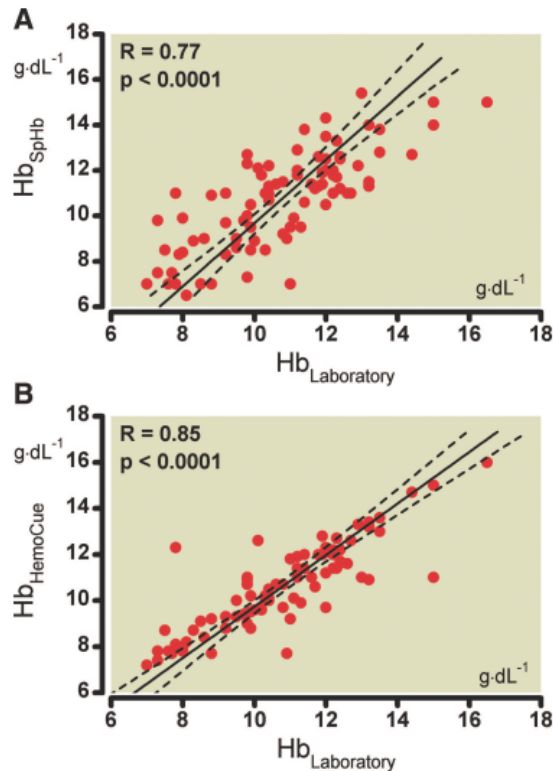 A
g·dL⁻¹
18
16
14
12
10
8
6
Hb_SpHb
R = 0.77
p < 0.0001
g·dL⁻¹
6 8 10 12 14 16 18
Hb_Laboratory
B
g·dL⁻¹
18
16
14
12
10
8
6
Hb_HemoCue
R = 0.85
p < 0.0001
g·dL⁻¹
6 8 10 12 14 16 18
Hb_Laboratory